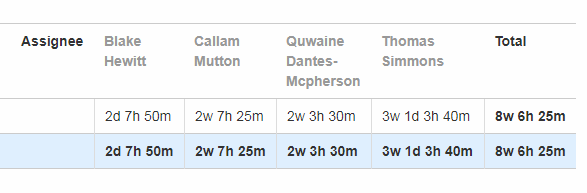 Assignee Blake Hewitt Callam Mutton Quwaine Dantes-Mcpherson Thomas Simmons Total
2d 7h 50m 2w 7h 25m 2w 3h 30m 3w 1d 3h 40m 8w 6h 25m
2d 7h 50m 2w 7h 25m 2w 3h 30m 3w 1d 3h 40m 8w 6h 25m